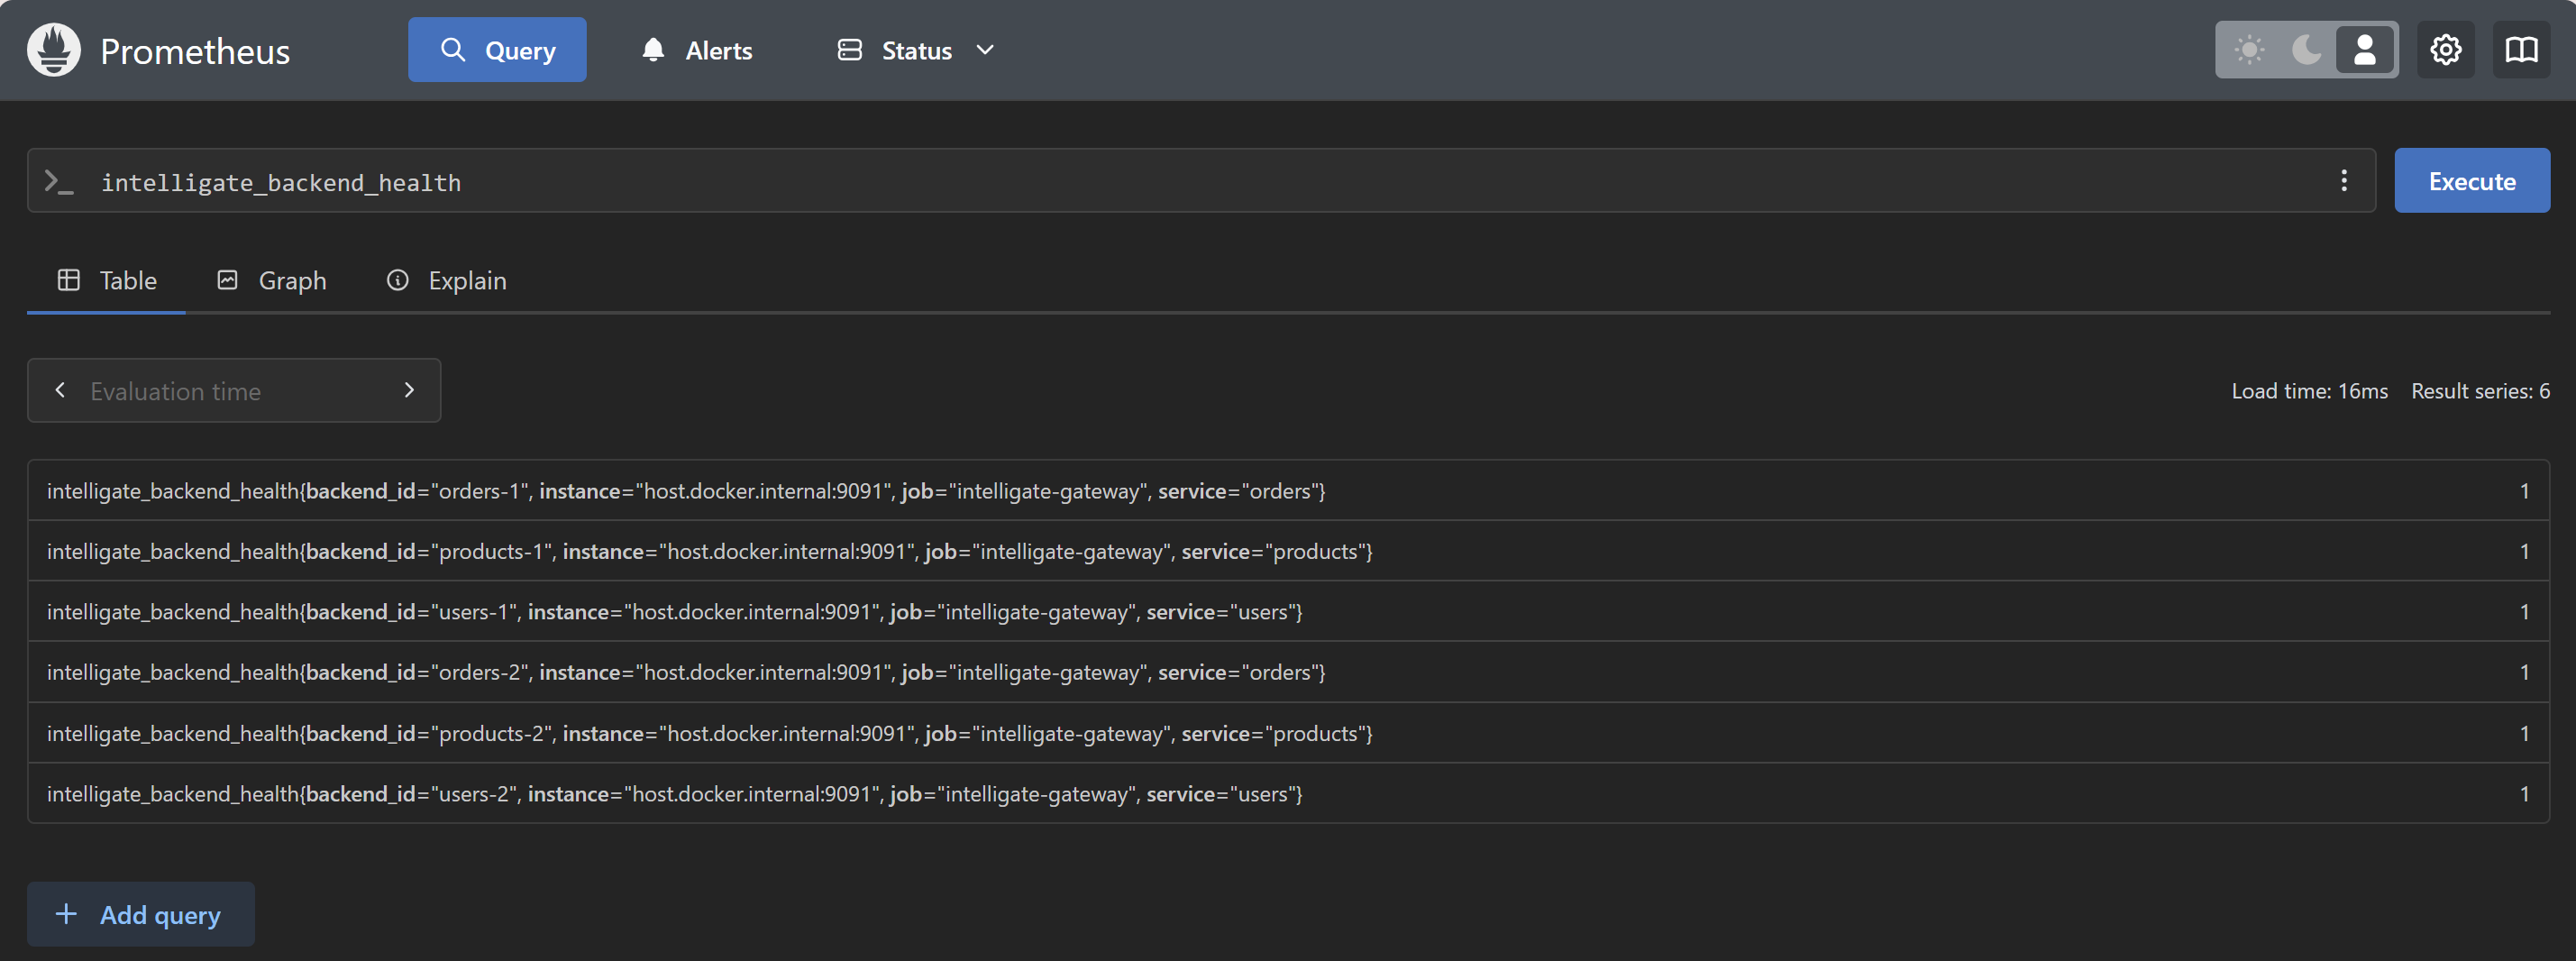 Prometheus Query Alerts Status
intelligate_backend_health Execute
Table Graph Explain
Evaluation time Load time: 16ms Result series: 6
intelligate_backend_health{backend_id="orders-1", instance="host.docker.internal:9091", job="intelligate-gateway", service="orders"} 1
intelligate_backend_health{backend_id="products-1", instance="host.docker.internal:9091", job="intelligate-gateway", service="products"} 1
intelligate_backend_health{backend_id="users-1", instance="host.docker.internal:9091", job="intelligate-gateway", service="users"} 1
intelligate_backend_health{backend_id="orders-2", instance="host.docker.internal:9091", job="intelligate-gateway", service="orders"} 1
intelligate_backend_health{backend_id="products-2", instance="host.docker.internal:9091", job="intelligate-gateway", service="products"} 1
intelligate_backend_health{backend_id="users-2", instance="host.docker.internal:9091", job="intelligate-gateway", service="users"} 1
Add query